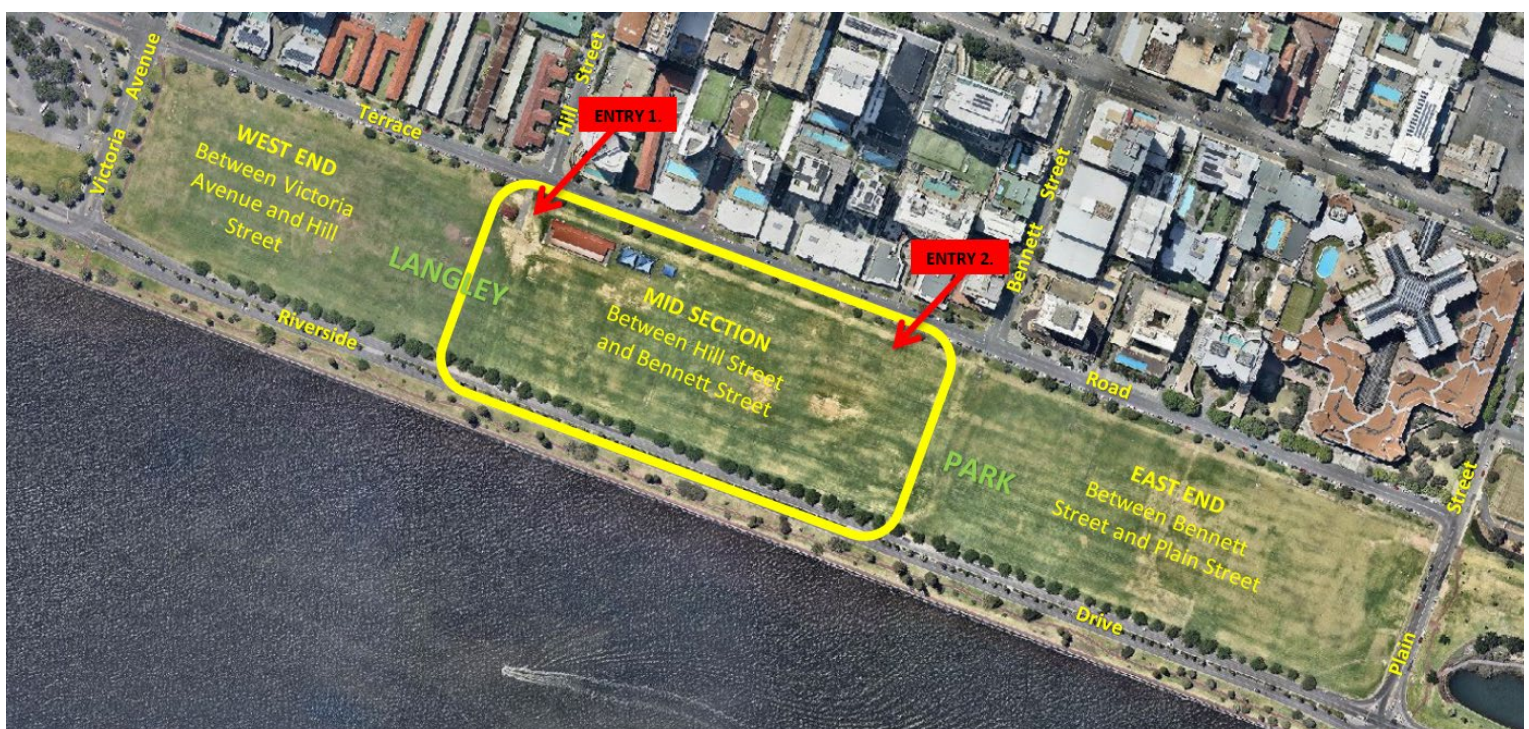 Victoria Avenue
Terrace
Hill Street
ENTRY 1.
WEST END
Between Victoria
Avenue and Hill
Street
LANGLEY
Riverside
MID SECTION
Between Hill Street
and Bennett Street
ENTRY 2.
Bennett Street
Road
PARK
EAST END
Between Bennett
Street and Plain Street
Drive
Plain Street